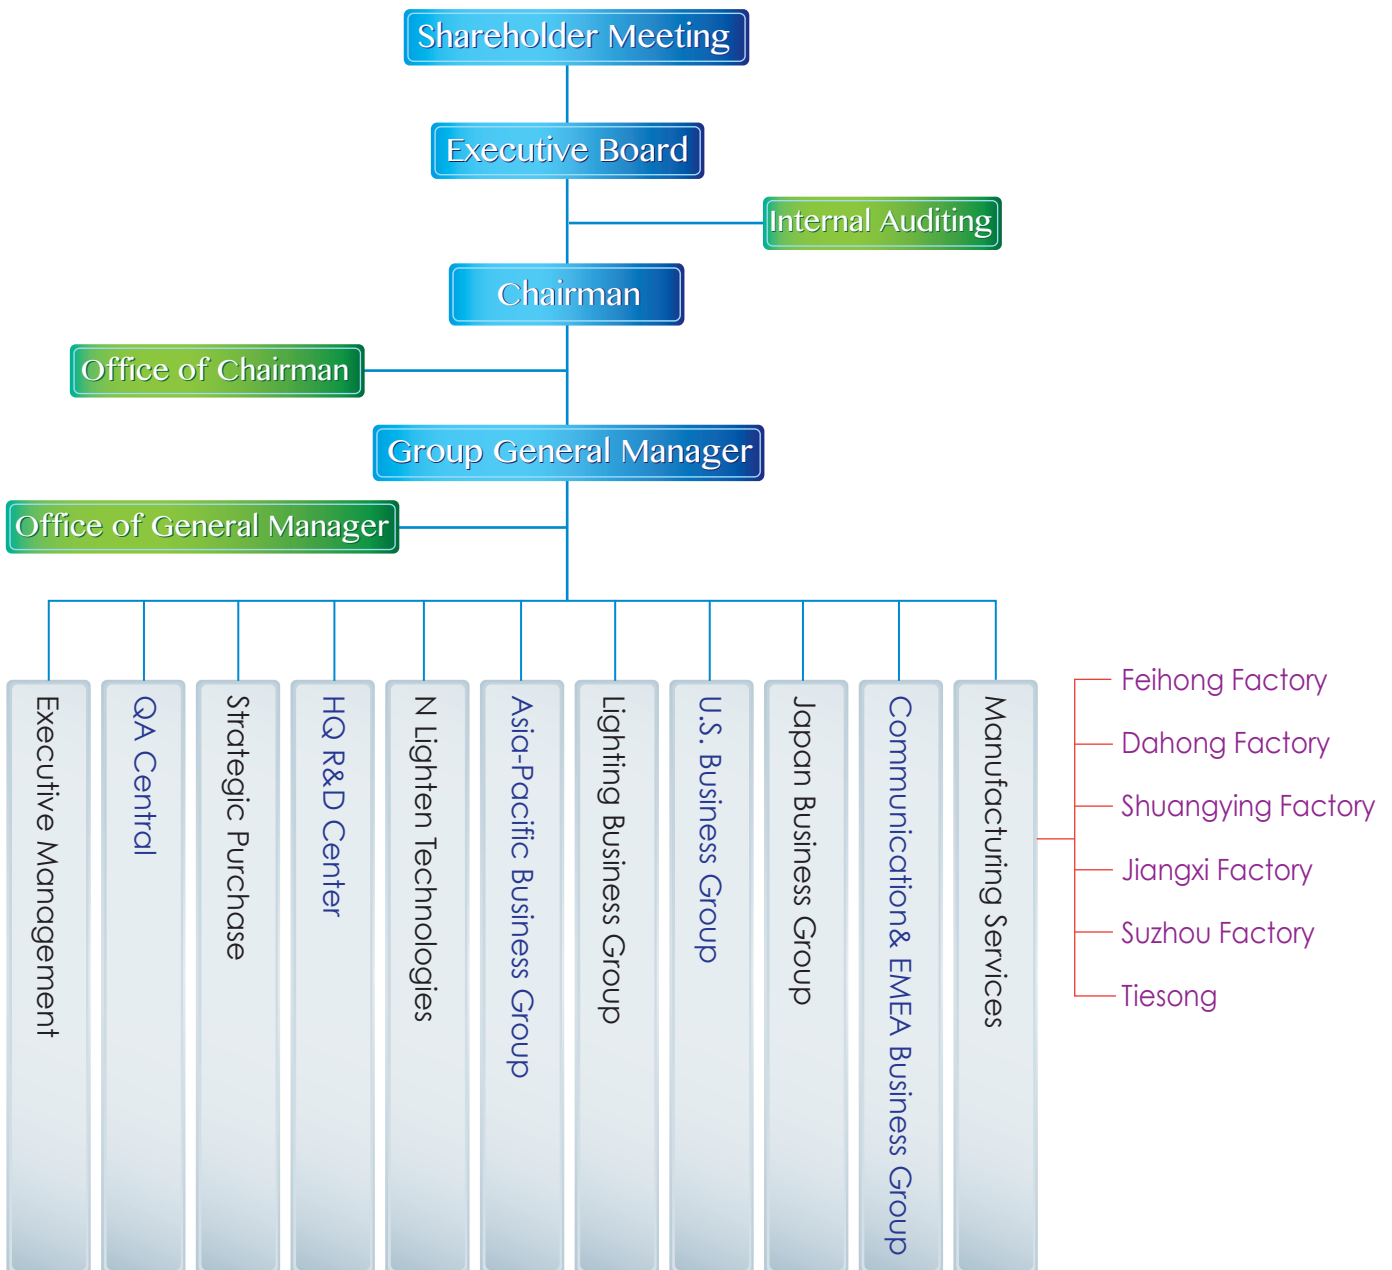 Shareholder Meeting
Executive Board
Internal Auditing
Chairman
Office of Chairman
Group General Manager
Office of General Manager
Executive Management
QA Central
Strategic Purchase
HQ R&D Center
N Lighten Technologies
Asia-Pacific Business Group
Lighting Business Group
U.S. Business Group
Japan Business Group
Communication& EMEA Business Group
Manufacturing Services
Feihong Factory
Dahong Factory
Shuangying Factory
Jiangxi Factory
Suzhou Factory
Tiesong